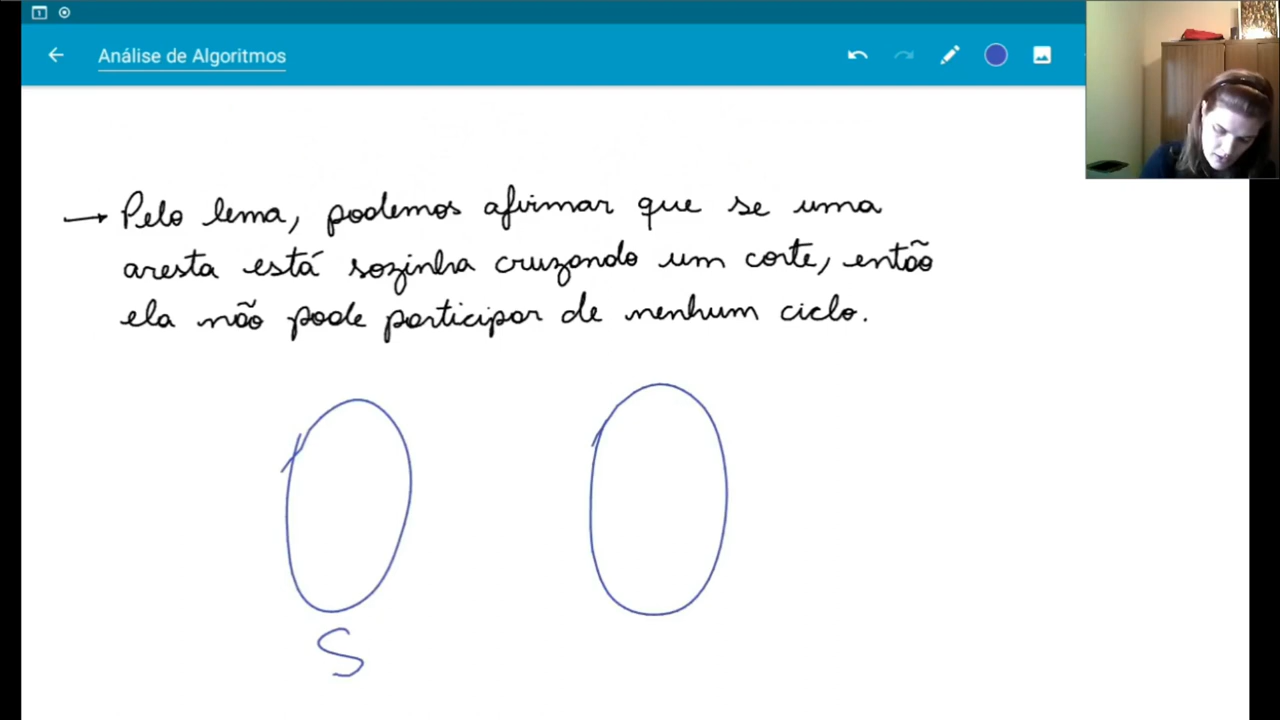 Análise de Algoritmos
→ Pelo lema, podemos afirmar que se uma
aresta está sozinha cruzando um corte, então
ela não pode participar de nenhum ciclo.
S